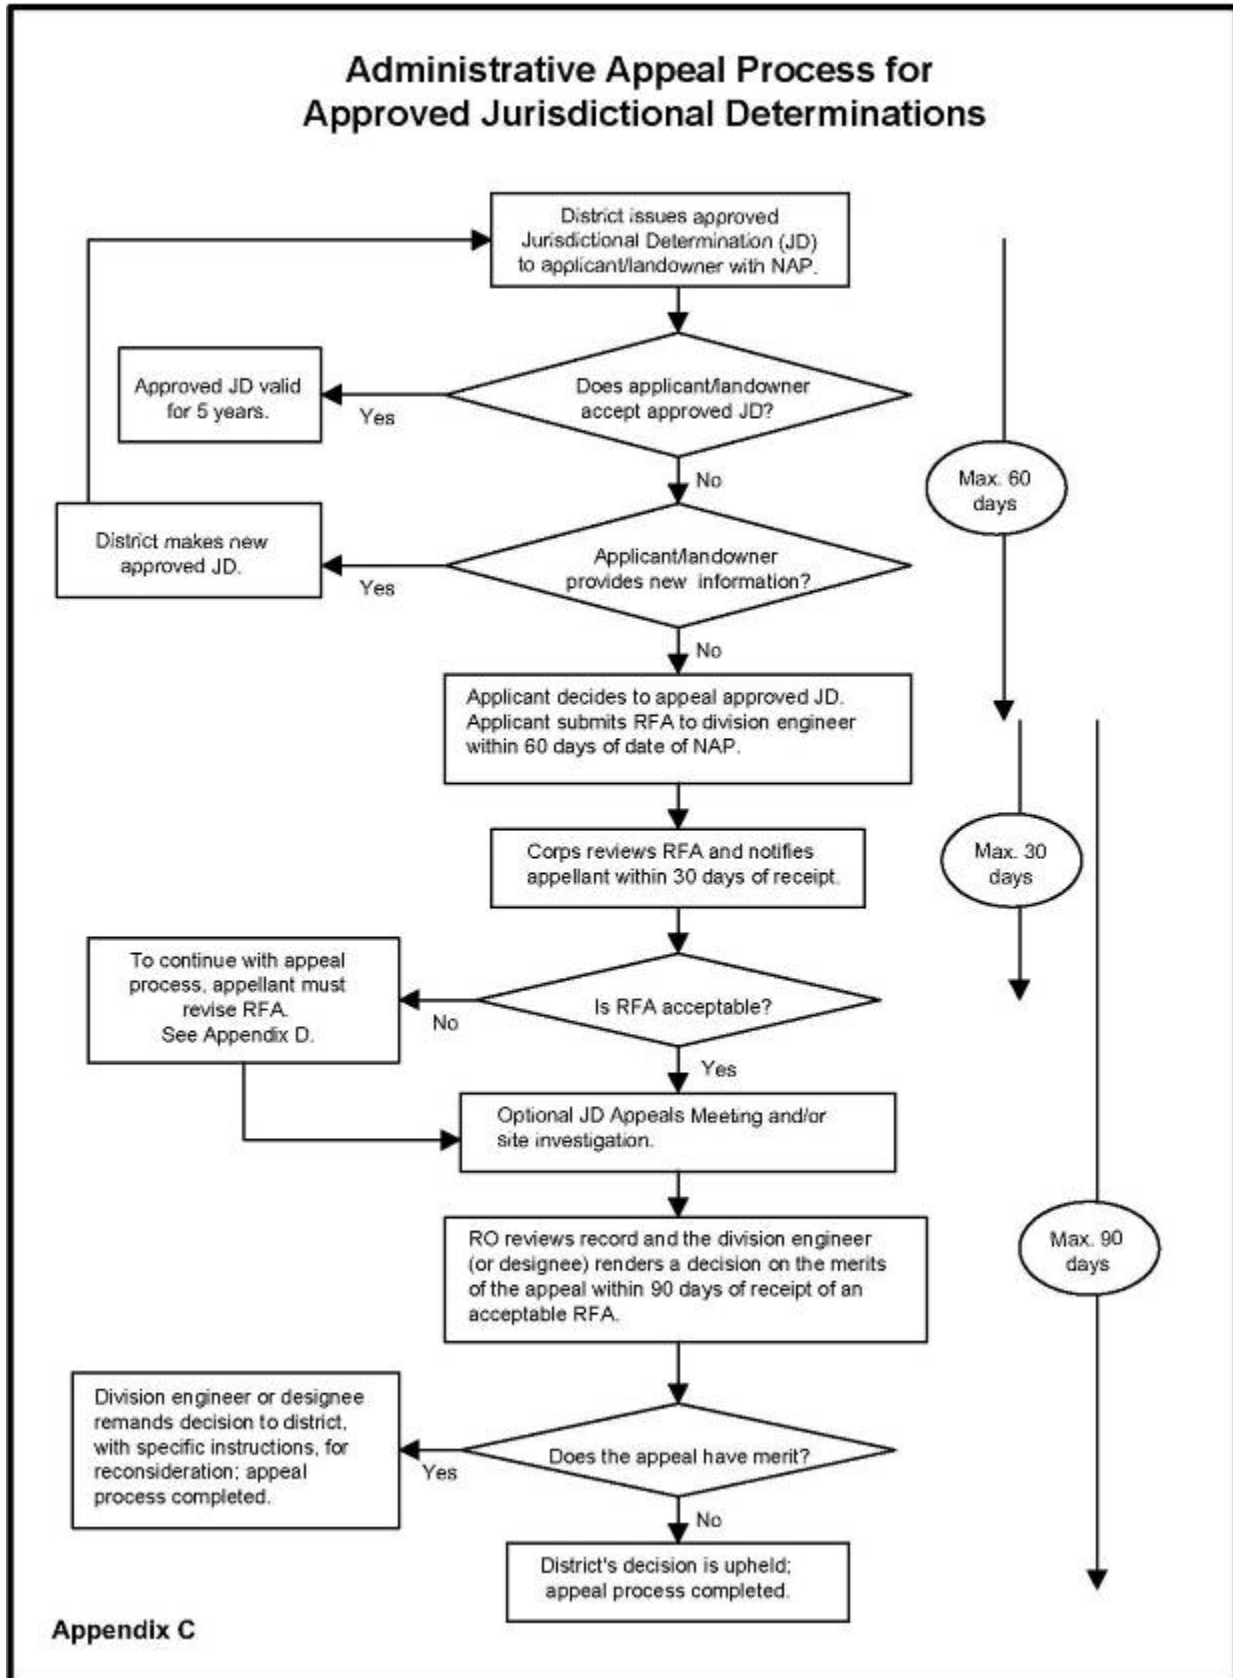 Administrative Appeal Process for
Approved Jurisdictional Determinations
District issues approved
Jurisdictional Determination (JD)
to applicant/landowner with NAP.
Does applicant/landowner
accept approved JD?
Yes
Approved JD valid
for 5 years.
No
Max. 60
days
Applicant/landowner
provides new information?
Yes
District makes new
approved JD.
No
Applicant decides to appeal approved JD.
Applicant submits RFA to division engineer
within 60 days of date of NAP.
Corps reviews RFA and notifies
appellant within 30 days of receipt.
Max. 30
days
Is RFA acceptable?
No
To continue with appeal
process, appellant must
revise RFA.
See Appendix D.
Yes
Optional JD Appeals Meeting and/or
site investigation.
RO reviews record and the division engineer
(or designee) renders a decision on the merits
of the appeal within 90 days of receipt of an
acceptable RFA.
Max. 90
days
Does the appeal have merit?
Yes
Division engineer or designee
remands decision to district,
with specific instructions, for
reconsideration; appeal
process completed.
No
District's decision is upheld;
appeal process completed.
Appendix C